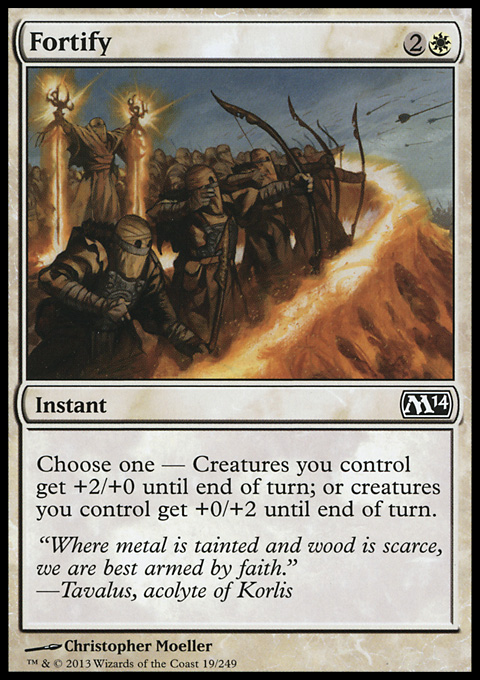 Fortify 2
Instant M14
Choose one — Creatures you control
get +2/+0 until end of turn; or creatures
you control get +0/+2 until end of turn.
“Where metal is tainted and wood is scarce,
we are best armed by faith.”
—Tavalus, acolyte of Korlis
Christopher Moeller
™ & © 2013 Wizards of the Coast 19/249